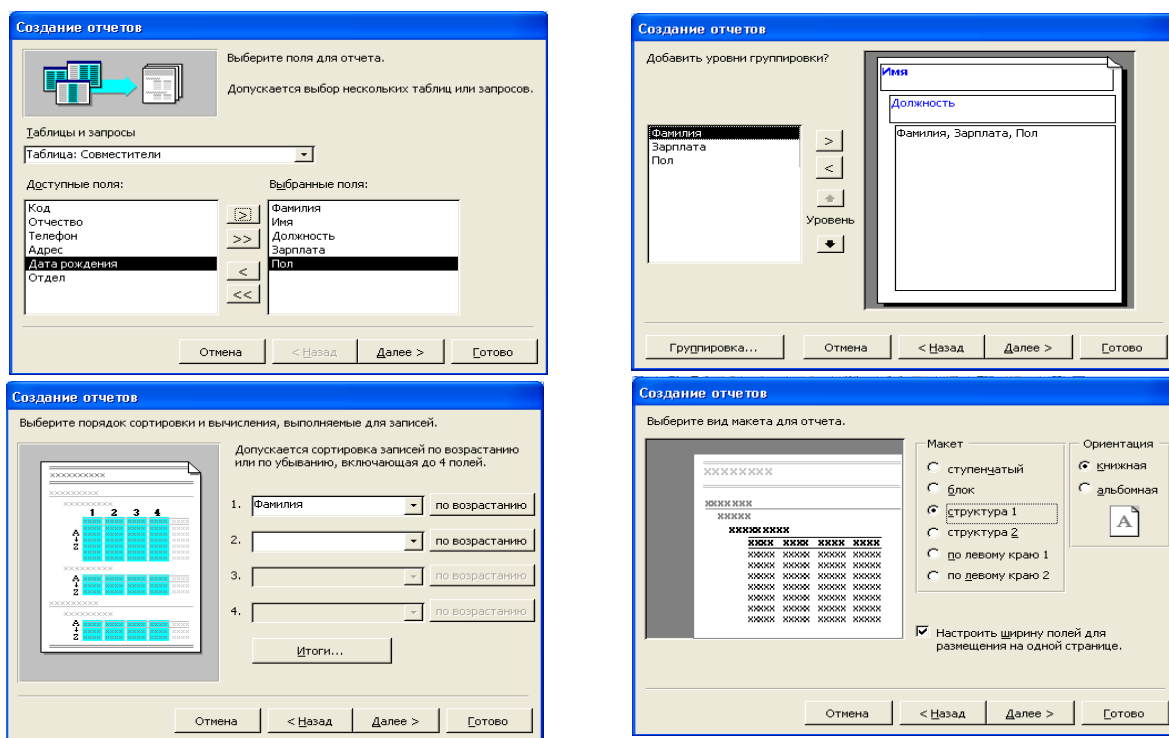 Создание отчетов
Выберите поля для отчета.
Допускается выбор нескольких таблиц или запросов.
Таблицы и запросы
Таблица: Совместители
Доступные поля:
Выбранные поля:
Код
Отчество
Телефон
Адрес
Дата рождения
Отдел
>
>>
<
<<
Фамилия
Имя
Должность
Зарплата
Пол
Отмена
< Назад
Далее >
Готово
Создание отчетов
Добавить уровни группировки?
Фамилия
Зарплата
Пол
>
<
Уровень
Имя
Должность
Фамилия, Зарплата, Пол
Группировка...
Отмена
< Назад
Далее >
Готово
Создание отчетов
Выберите порядок сортировки и вычисления, выполняемые для записей.
Допускается сортировка записей по возрастанию
или по убыванию, включающая до 4 полей.
1 2 3 4
1. Фамилия по возрастанию
2. по возрастанию
3. по возрастанию
4. по возрастанию
Итоги...
Отмена
< Назад
Далее >
Готово
Создание отчетов
Выберите вид макета для отчета.
Макет
ступенчатый
блок
структура 1
структура 2
по левому краю 1
по левому краю 2
Ориентация
книжная
альбомная
A
Настроить ширину полей для
размещения на одной странице.
Отмена
< Назад
Далее >
Готово